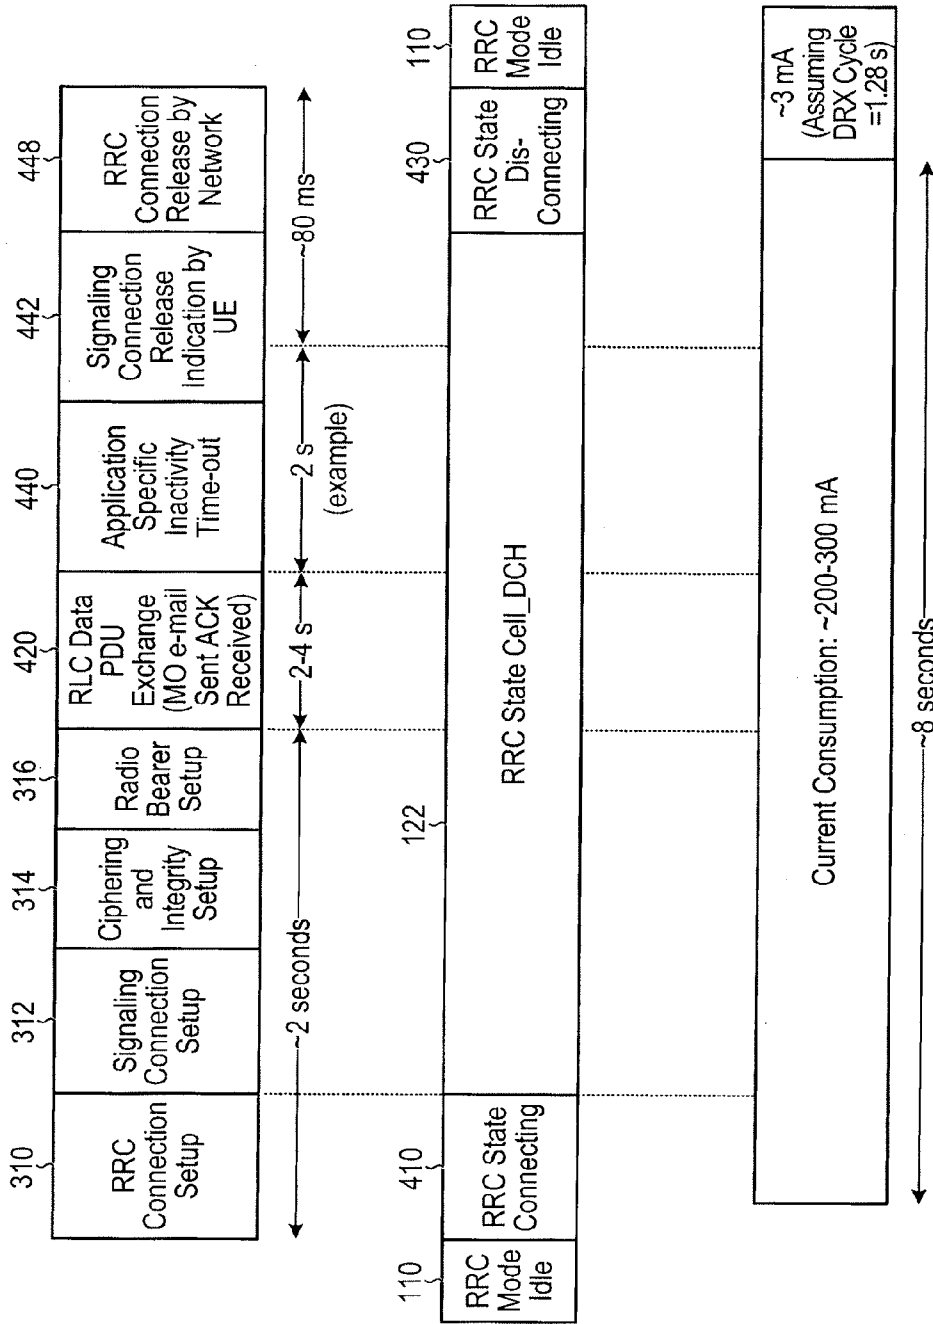 310
312
314
316
420
440
442
448
RRC
Connection
Setup
Signaling
Connection
Setup
Ciphering
and
Integrity
Setup
Radio
Bearer
Setup
RLC Data
PDU
Exchange
(MO e-mail
Sent ACK
Received)
Application
Specific
Inactivity
Time-out
Signaling
Connection
Release
Indication by
UE
RRC
Connection
Release by
Network
~2 seconds
2-4 s
2 s
(example)
~80 ms
110
410
122
430
110
RRC
Mode
Idle
RRC State
Connecting
RRC State Cell_DCH
RRC State
Dis-
Connecting
RRC
Mode
Idle
Current Consumption: ~200-300 mA
~3 mA
(Assuming
DRX Cycle
=1.28 s)
~8 seconds